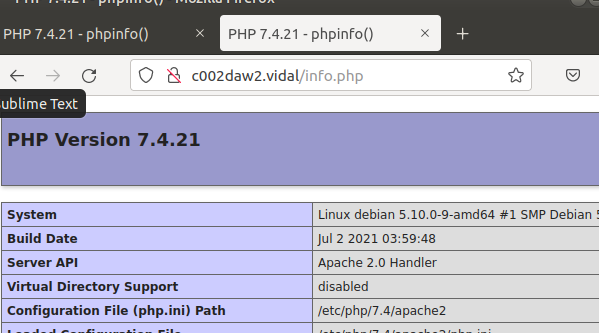 PHP 7.4.21 - phpinfo() - Mozilla Firefox
PHP 7.4.21 - phpinfo() ×
PHP 7.4.21 - phpinfo() × +
c002daw2.vidal/info.php
Sublime Text
PHP Version 7.4.21
System Linux debian 5.10.0-9-amd64 #1 SMP Debian 5
Build Date Jul 2 2021 03:59:48
Server API Apache 2.0 Handler
Virtual Directory Support disabled
Configuration File (php.ini) Path /etc/php/7.4/apache2
Loaded Configuration File /etc/php/7.4/apache2/php.ini